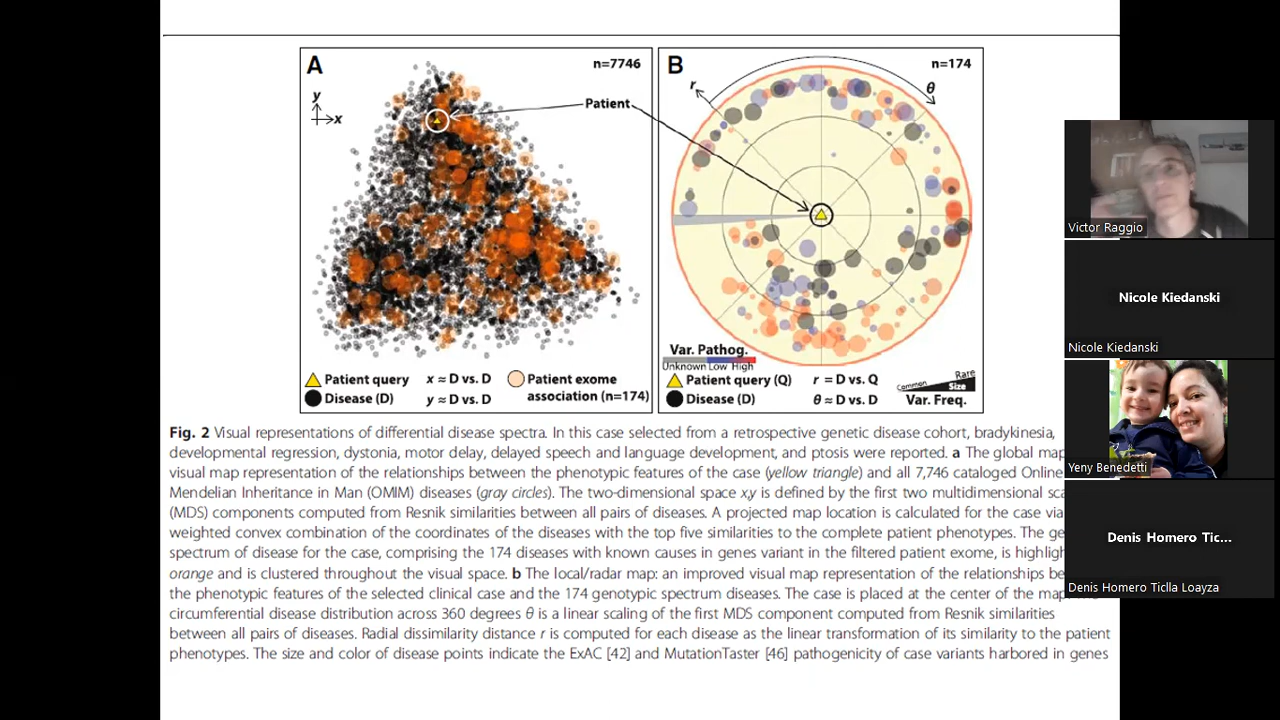 A
n=7746
y
x
Patient
Patient query
x ≈ D vs. D
Patient exome
association (n=174)
Disease (D)
y ≈ D vs. D
B
n=174
r
θ
Var. Pathog.
Unknown Low High
Patient query (Q)
r = D vs. Q
Disease (D)
θ ≈ D vs. D
Common
Rare
Size
Var. Freq.
Fig. 2 Visual representations of differential disease spectra. In this case selected from a retrospective genetic disease cohort, bradykinesia,
developmental regression, dystonia, motor delay, delayed speech and language development, and ptosis were reported. a The global map
visual map representation of the relationships between the phenotypic features of the case (yellow triangle) and all 7,746 cataloged Online
Mendelian Inheritance in Man (OMIM) diseases (gray circles). The two-dimensional space x,y is defined by the first two multidimensional sca
(MDS) components computed from Resnik similarities between all pairs of diseases. A projected map location is calculated for the case via
weighted convex combination of the coordinates of the diseases with the top five similarities to the complete patient phenotypes. The ge
spectrum of disease for the case, comprising the 174 diseases with known causes in genes variant in the filtered patient exome, is highligh
orange and is clustered throughout the visual space. b The local/radar map: an improved visual map representation of the relationships be
the phenotypic features of the selected clinical case and the 174 genotypic spectrum diseases. The case is placed at the center of the map
circumferential disease distribution across 360 degrees θ is a linear scaling of the first MDS component computed from Resnik similarities
between all pairs of diseases. Radial dissimilarity distance r is computed for each disease as the linear transformation of its similarity to the patient
phenotypes. The size and color of disease points indicate the ExAC [42] and MutationTaster [46] pathogenicity of case variants harbored in genes
Victor Raggio
Nicole Kiedanski
Nicole Kiedanski
Yeny Benedetti
Denis Homero Tic...
Denis Homero Ticlla Loayza